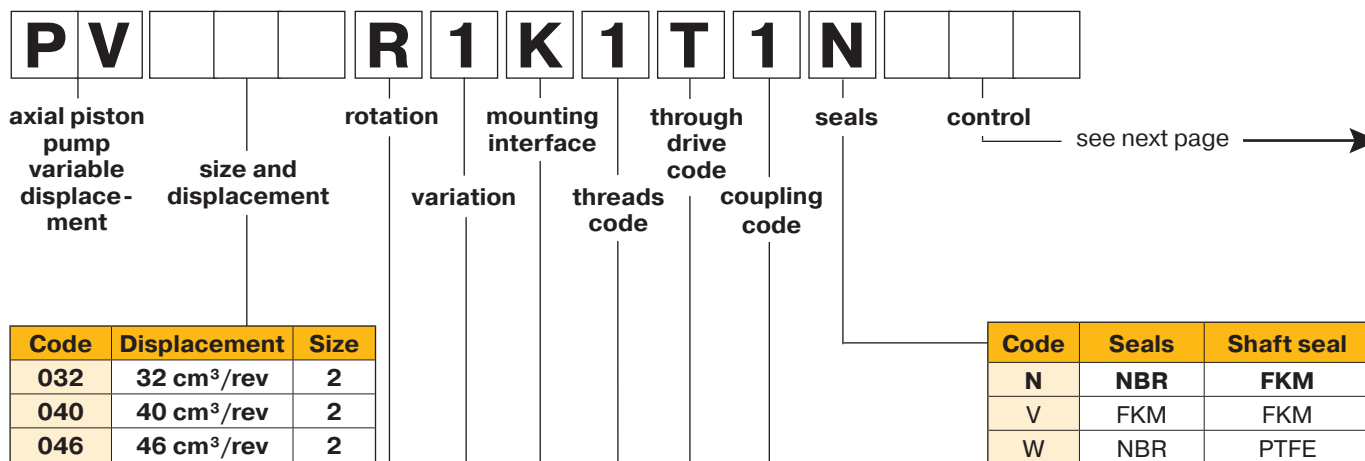 P V R 1 K 1 T 1 N
axial piston
pump
variable
displace-
ment
size and
displacement
rotation
variation
mounting
interface
threads
code
through
drive
code
coupling
code
seals
control
see next page
Code Displacement Size
032 32 cm³/rev 2
040 40 cm³/rev 2
046 46 cm³/rev 2
Code Seals Shaft seal
N NBR FKM
V FKM FKM
W NBR PTFE